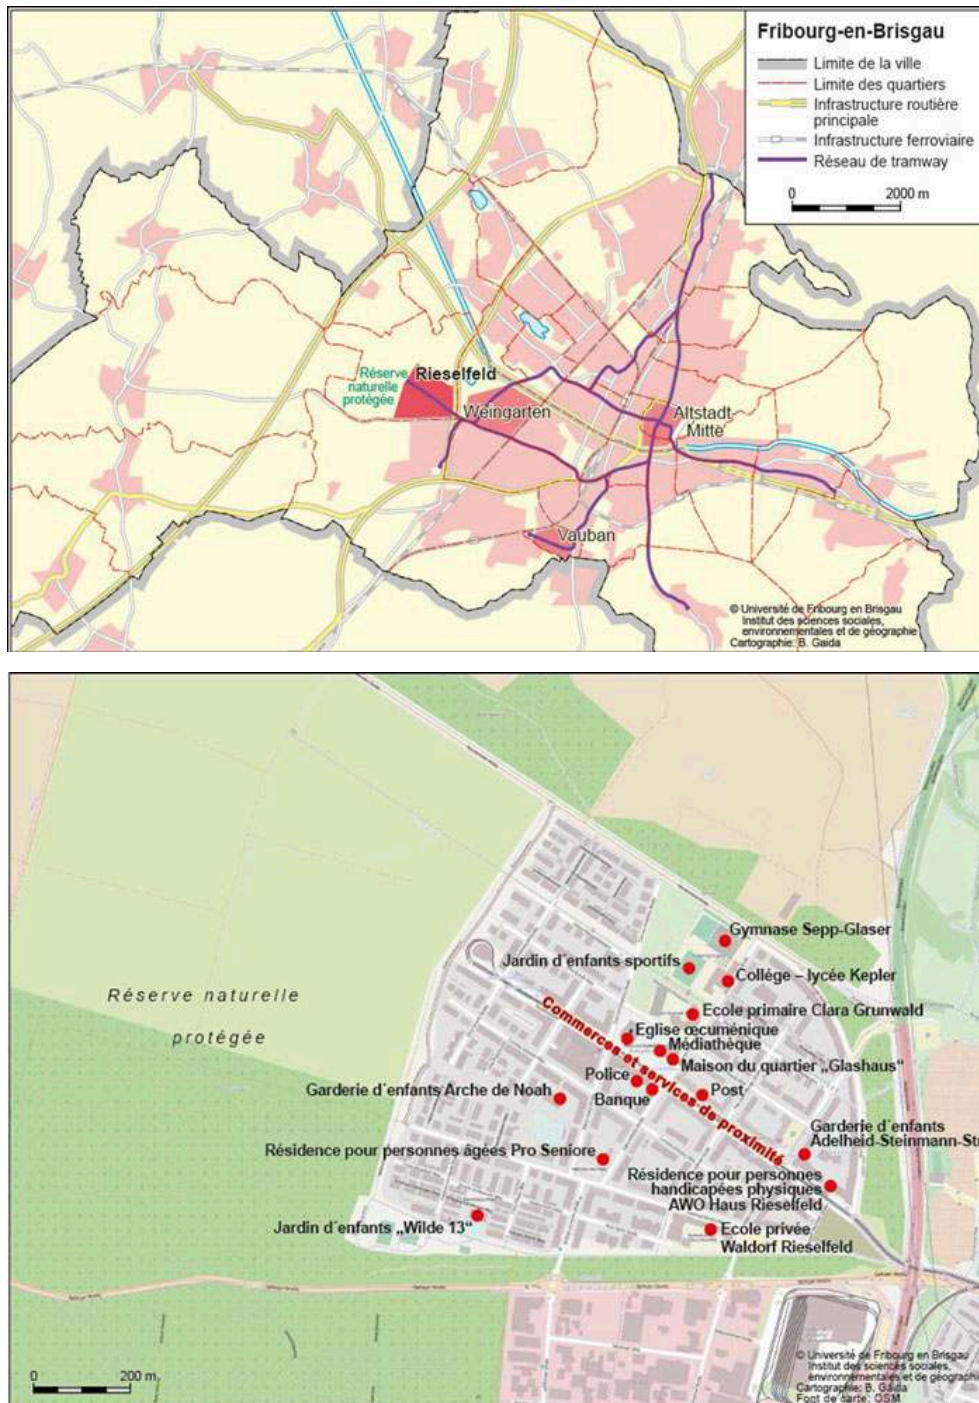 Fribourg-en-Brisgau
Limite de la ville
Limite des quartiers
Infrastructure routière
principale
Infrastructure ferroviaire
Réseau de tramway
0 2000 m
Réserve
naturelle
protégée
Rieselfeld
Weingarten
Altstadt-
Mitte
Vauban
© Université de Fribourg en Brisgau
Institut des sciences sociales,
environnementales et de géographie
Cartographie: B. Gaida
Gymnase Sepp-Glaser
Jardin d´enfants sportifs
Collége – lycée Kepler
Ecole primaire Clara Grunwald
Eglise œcuménique
Médiathèque
Maison du quartier „Glashaus“
Commerces et services de proximité
Réserve naturelle
protégée
Police
Banque
Post
Garderie d´enfants Arche de Noah
Garderie d´enfants
Adelheid-Steinmann-Str
Résidence pour personnes âgées Pro Seniore
Résidence pour personnes
handicapées physiques
AWO Haus Rieselfeld
Jardin d´enfants „Wilde 13“
Ecole privée
Waldorf Rieselfeld
0 200 m
© Université de Fribourg en Brisgau
Institut des sciences sociales,
environnementales et de géographie
Cartographie: B. Gaida
Font de carte: OSM